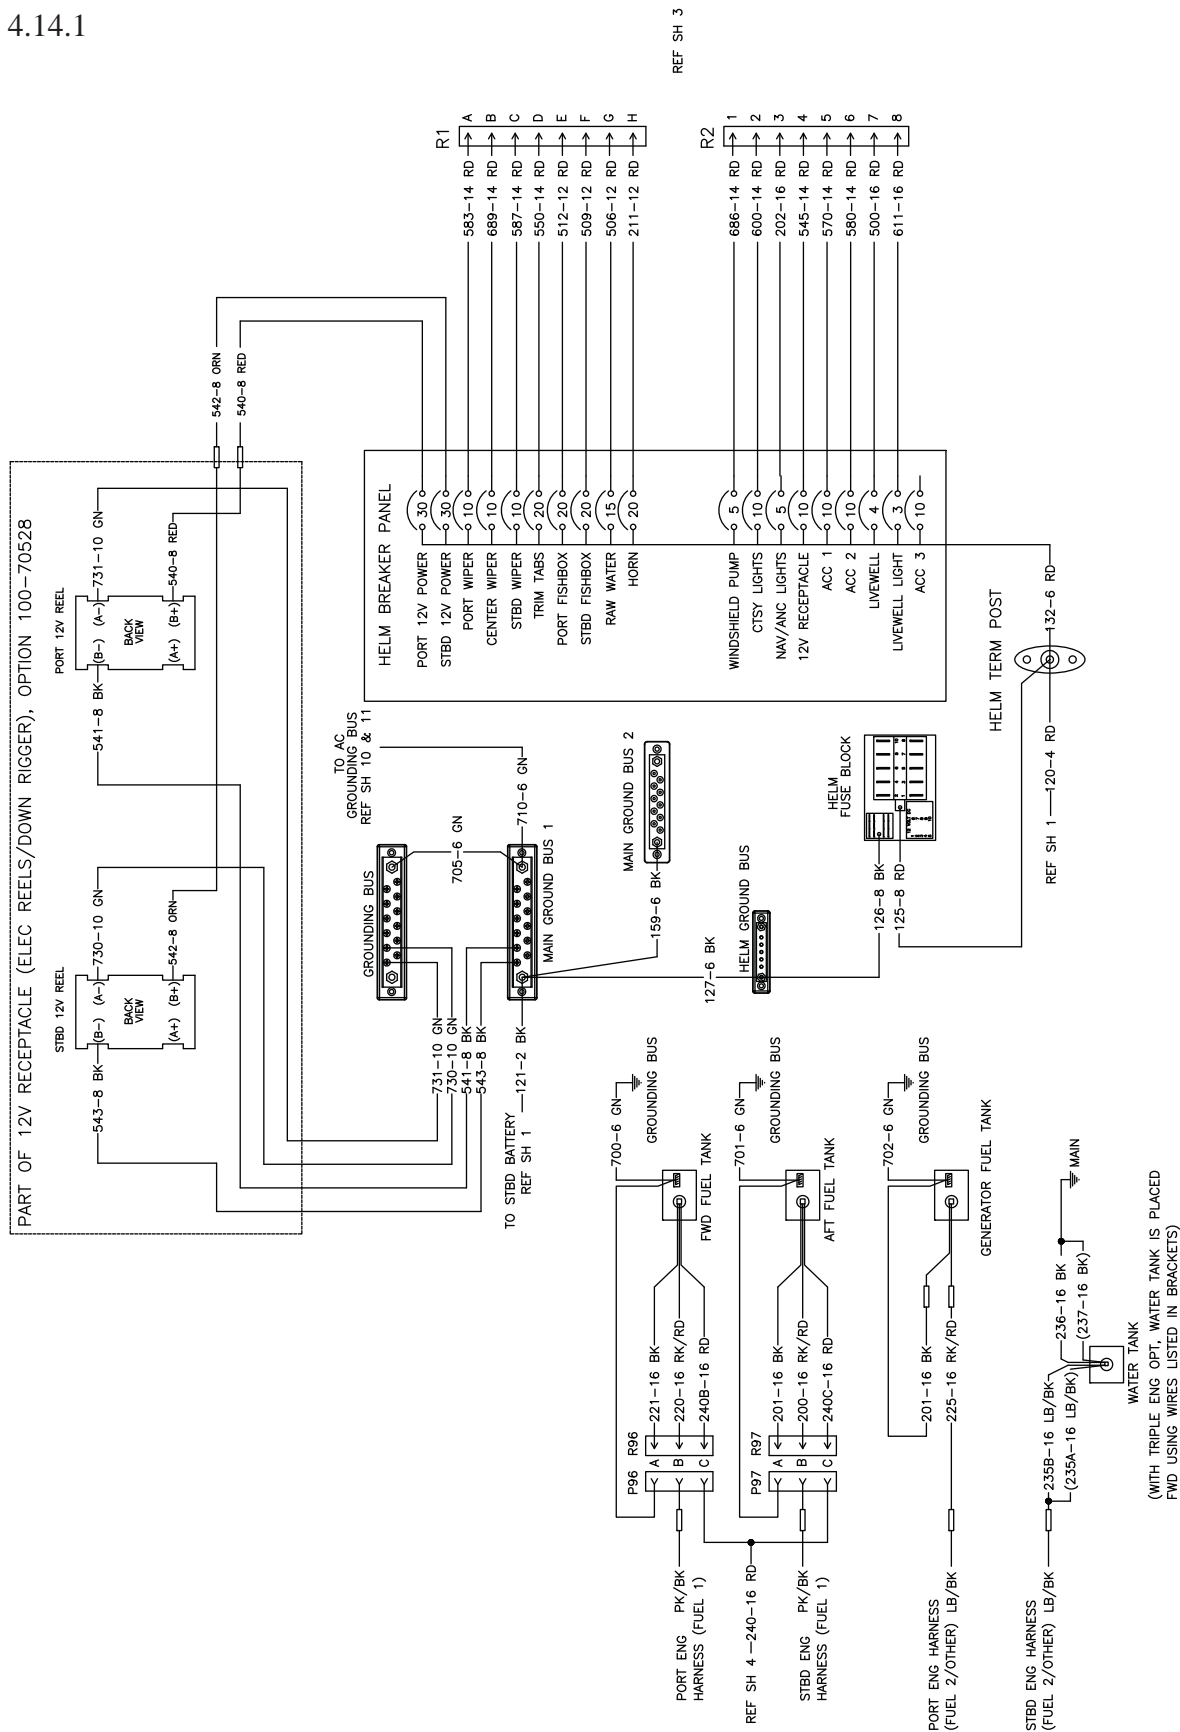 4.14.1
REF SH 3
R1
A
B
C
D
E
F
G
H
583-14 RD
689-14 RD
587-14 RD
550-14 RD
512-12 RD
509-12 RD
506-12 RD
211-12 RD
R2
1
2
3
4
5
6
7
8
686-14 RD
600-14 RD
202-16 RD
545-14 RD
570-14 RD
580-14 RD
500-16 RD
611-16 RD
542-8 ORN
540-8 RED
PART OF 12V RECEPTACLE (ELEC REELS/DOWN RIGGER), OPTION 100-70528
PORT 12V REEL
541-8 BK
(B-) (A-)
731-10 GN
BACK
VIEW
(A+) (B+)
540-8 RED
STBD 12V REEL
543-8 BK
(B-) (A-)
730-10 GN
BACK
VIEW
(A+) (B+)
542-8 ORN
HELM BREAKER PANEL
PORT 12V POWER
30
STBD 12V POWER
30
PORT WIPER
10
CENTER WIPER
10
STBD WIPER
10
TRIM TABS
20
PORT FISHBOX
20
STBD FISHBOX
20
RAW WATER
15
HORN
20
WINDSHIELD PUMP
5
CTSY LIGHTS
10
NAV/ANC LIGHTS
5
12V RECEPTACLE
10
ACC 1
10
ACC 2
10
LIVEWELL
4
LIVEWELL LIGHT
3
ACC 3
10
TO AC
GROUNDING BUS
REF SH 10 & 11
710-6 GN
GROUNDING BUS
705-6 GN
MAIN GROUND BUS 1
MAIN GROUND BUS 2
159-6 BK
127-6 BK
HELM GROUND BUS
HELM
FUSE BLOCK
126-8 BK
125-8 RD
HELM TERM POST
132-6 RD
REF SH 1
120-4 RD
731-10 GN
730-10 GN
541-8 BK
543-8 BK
TO STBD BATTERY
REF SH 1
121-2 BK
700-6 GN
GROUNDING BUS
FWD FUEL TANK
221-16 BK
220-16 RK/RD
240B-16 RD
R96
A
B
C
P96
PORT ENG PK/BK
HARNESS (FUEL 1)
701-6 GN
GROUNDING BUS
AFT FUEL TANK
201-16 BK
200-16 RK/RD
240C-16 RD
R97
A
B
C
P97
REF SH 4
240-16 RD
STBD ENG PK/BK
HARNESS (FUEL 1)
702-6 GN
GROUNDING BUS
GENERATOR FUEL TANK
201-16 BK
225-16 RK/RD
PORT ENG HARNESS
(FUEL 2/OTHER) LB/BK
MAIN
236-16 BK
(237-16 BK)
235B-16 LB/BK
(235A-16 LB/BK)
WATER TANK
(WITH TRIPLE ENG OPT, WATER TANK IS PLACED
FWD USING WIRES LISTED IN BRACKETS)
STBD ENG HARNESS
(FUEL 2/OTHER) LB/BK